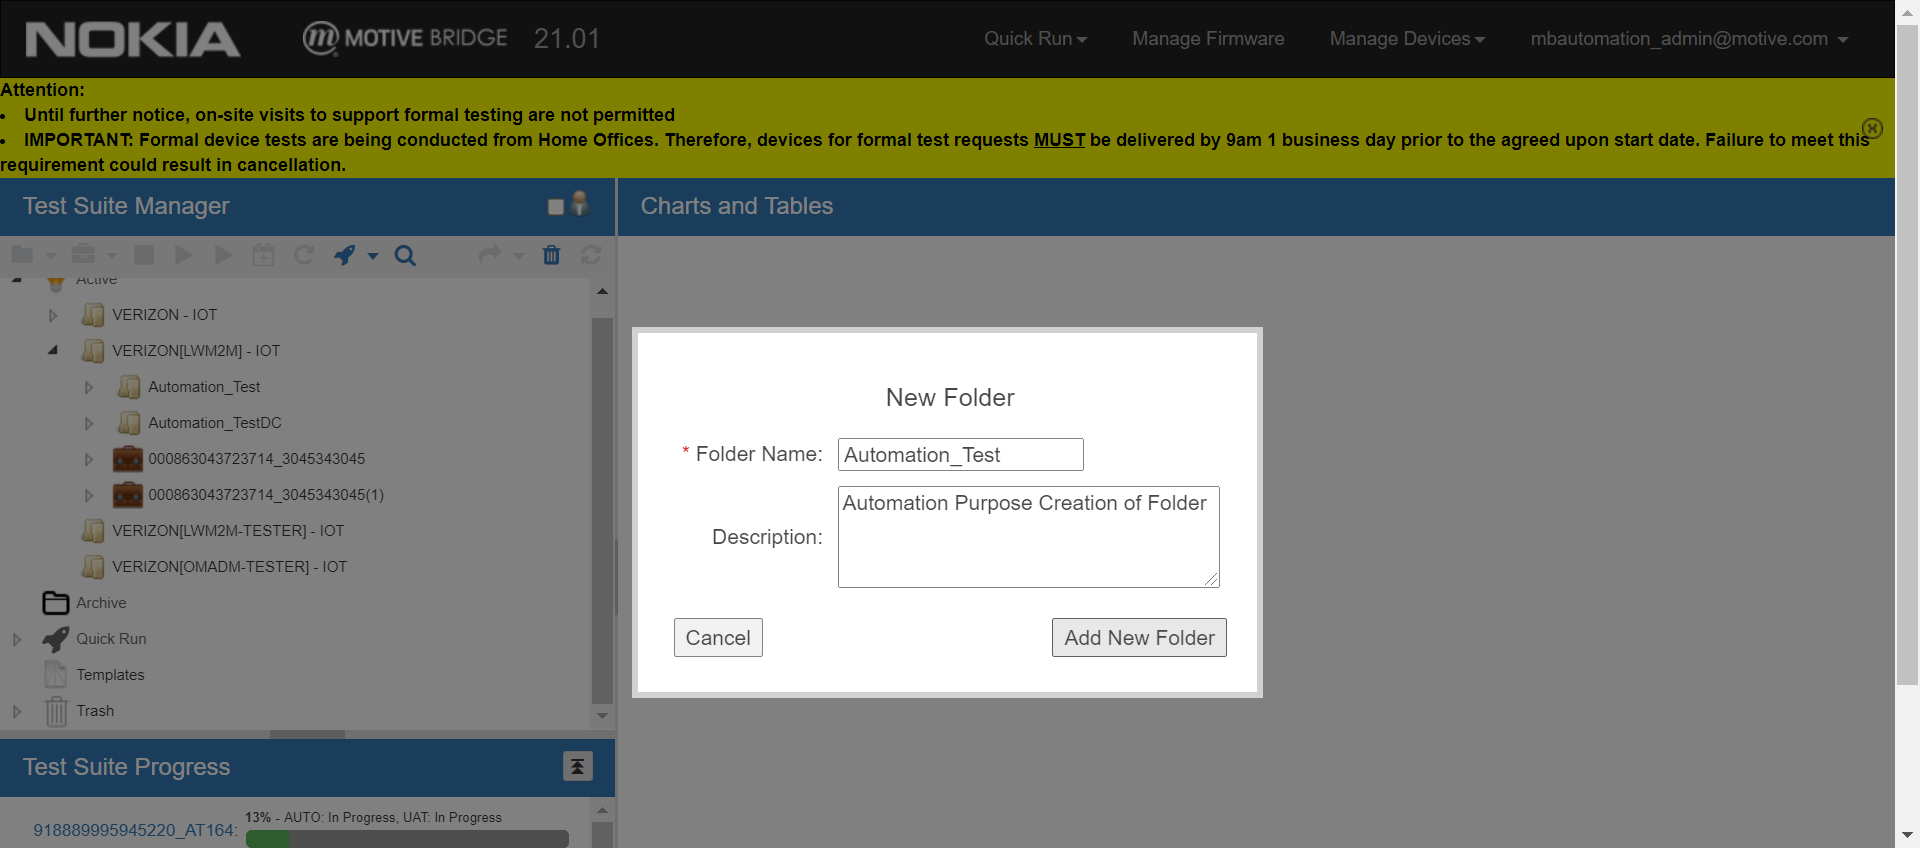 NOKIA
MOTIVE BRIDGE 21.01
Quick Run
Manage Firmware
Manage Devices
mbautomation_admin@motive.com
Attention:
• Until further notice, on-site visits to support formal testing are not permitted
• IMPORTANT: Formal device tests are being conducted from Home Offices. Therefore, devices for formal test requests MUST be delivered by 9am 1 business day prior to the agreed upon start date. Failure to meet this
requirement could result in cancellation.
Test Suite Manager
Charts and Tables
Active
VERIZON - IOT
VERIZON[LWM2M] - IOT
Automation_Test
Automation_TestDC
000863043723714_3045343045
000863043723714_3045343045(1)
VERIZON[LWM2M-TESTER] - IOT
VERIZON[OMADM-TESTER] - IOT
Archive
Quick Run
Templates
Trash
New Folder
* Folder Name: Automation_Test
Description: Automation Purpose Creation of Folder
Cancel
Add New Folder
Test Suite Progress
918889995945220_AT164:
13% - AUTO: In Progress, UAT: In Progress